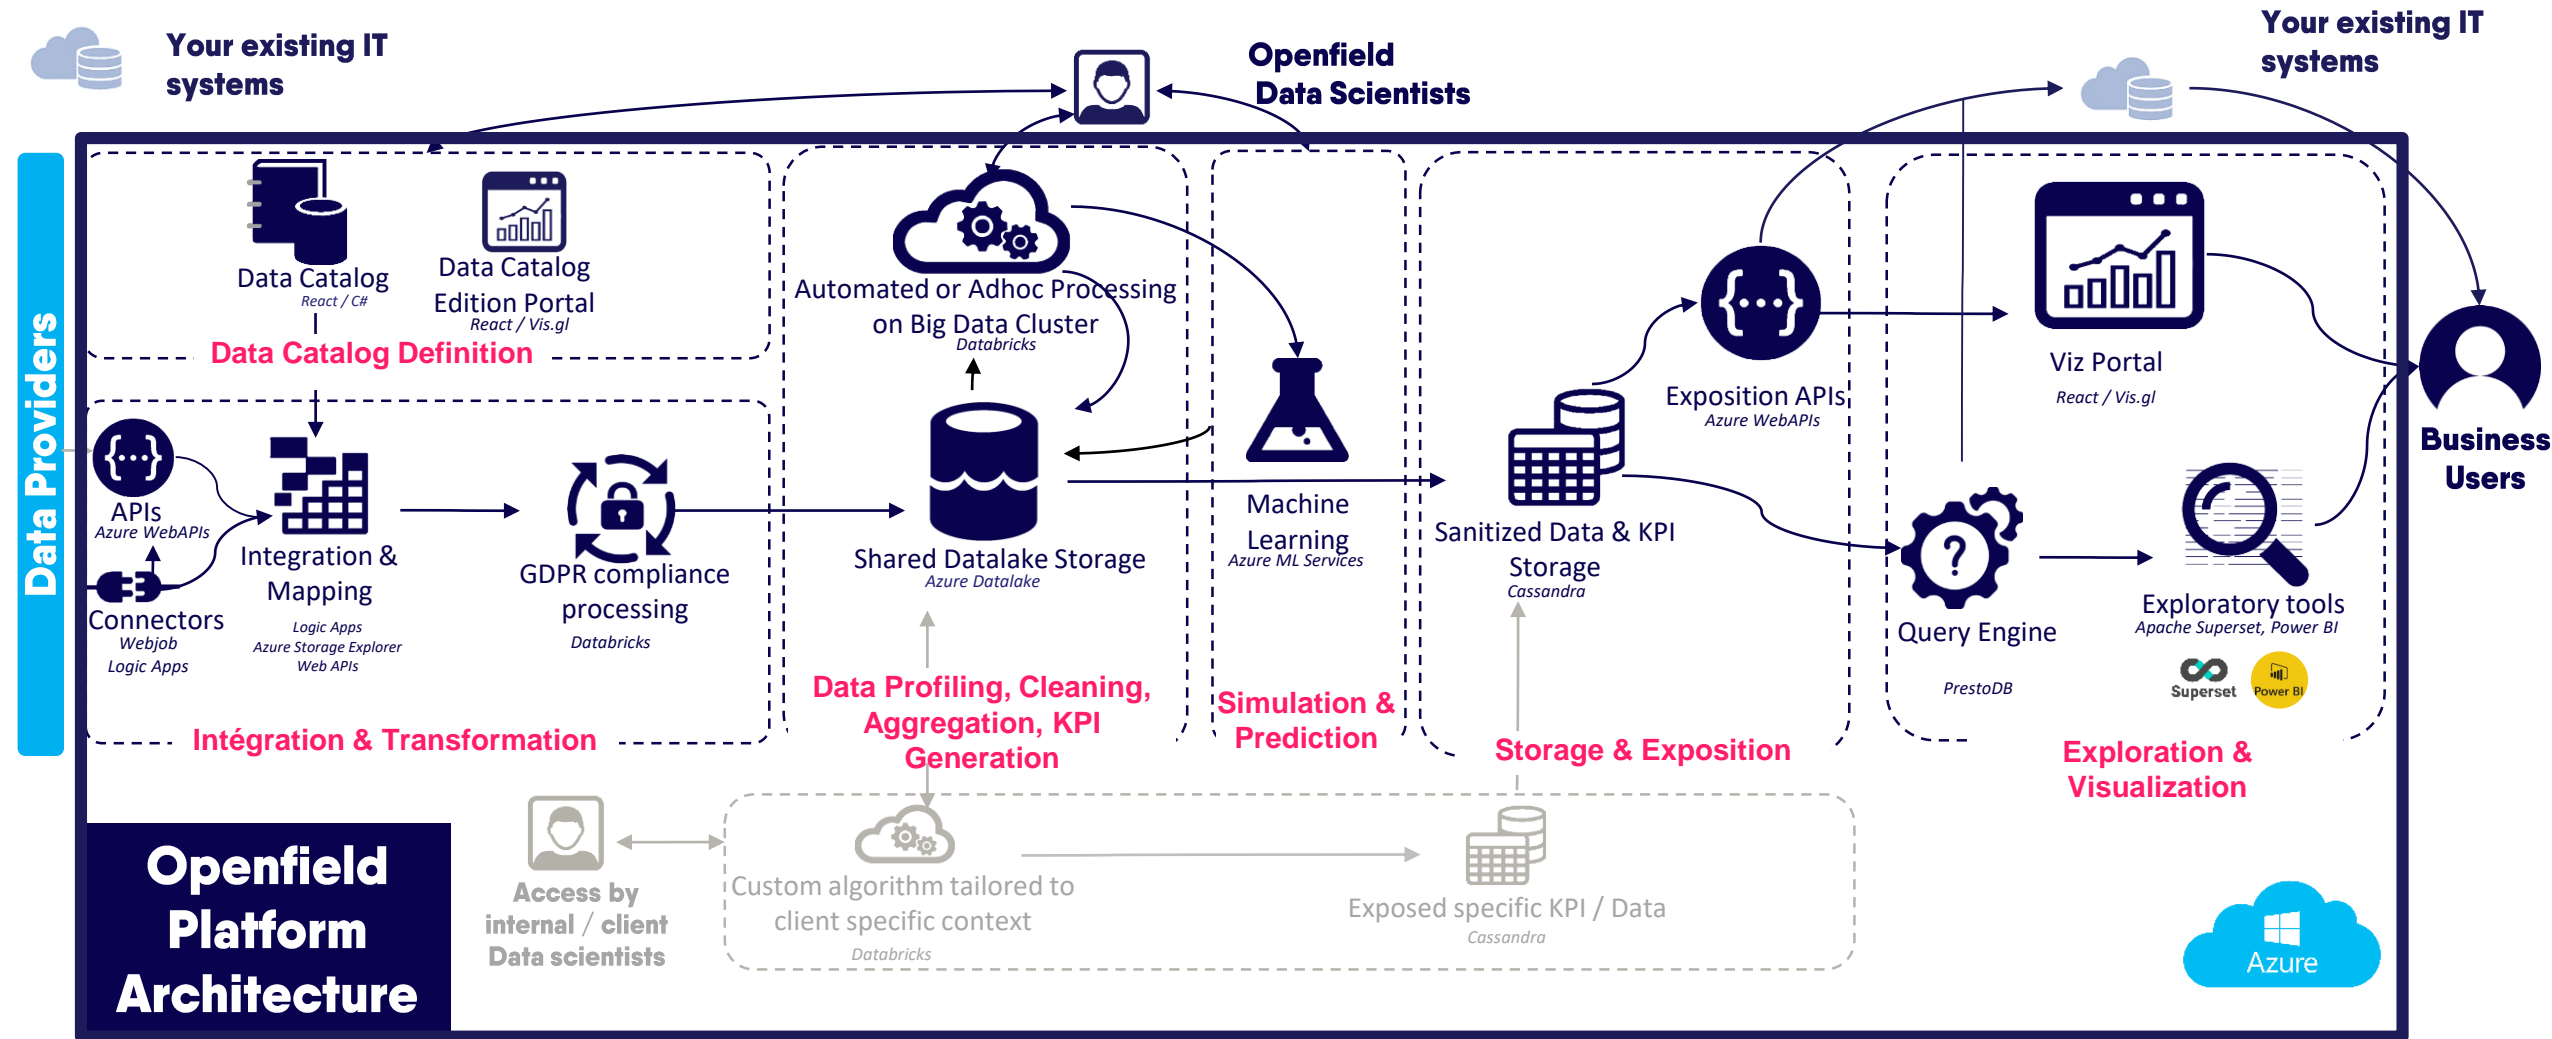 Your existing IT
systems
Openfield
Data Scientists
Your existing IT
systems
Data Providers
Data Catalog
React / C#
Data Catalog
Edition Portal
React / Vis.gl
Data Catalog Definition
APIs
Azure WebAPIs
Connectors
Webjob
Logic Apps
Integration &
Mapping
Logic Apps
Azure Storage Explorer
Web APIs
GDPR compliance
processing
Databricks
Intégration & Transformation
Automated or Adhoc Processing
on Big Data Cluster
Databricks
Shared Datalake Storage
Azure Datalake
Data Profiling, Cleaning,
Aggregation, KPI
Generation
Machine
Learning
Azure ML Services
Simulation &
Prediction
Exposition APIs
Azure WebAPIs
Sanitized Data & KPI
Storage
Cassandra
Storage & Exposition
Viz Portal
React / Vis.gl
Query Engine
PrestoDB
Exploratory tools
Apache Superset, Power BI
Superset
Power BI
Exploration &
Visualization
Business
Users
Openfield
Platform
Architecture
Access by
internal / client
Data scientists
Custom algorithm tailored to
client specific context
Databricks
Exposed specific KPI / Data
Cassandra
Azure